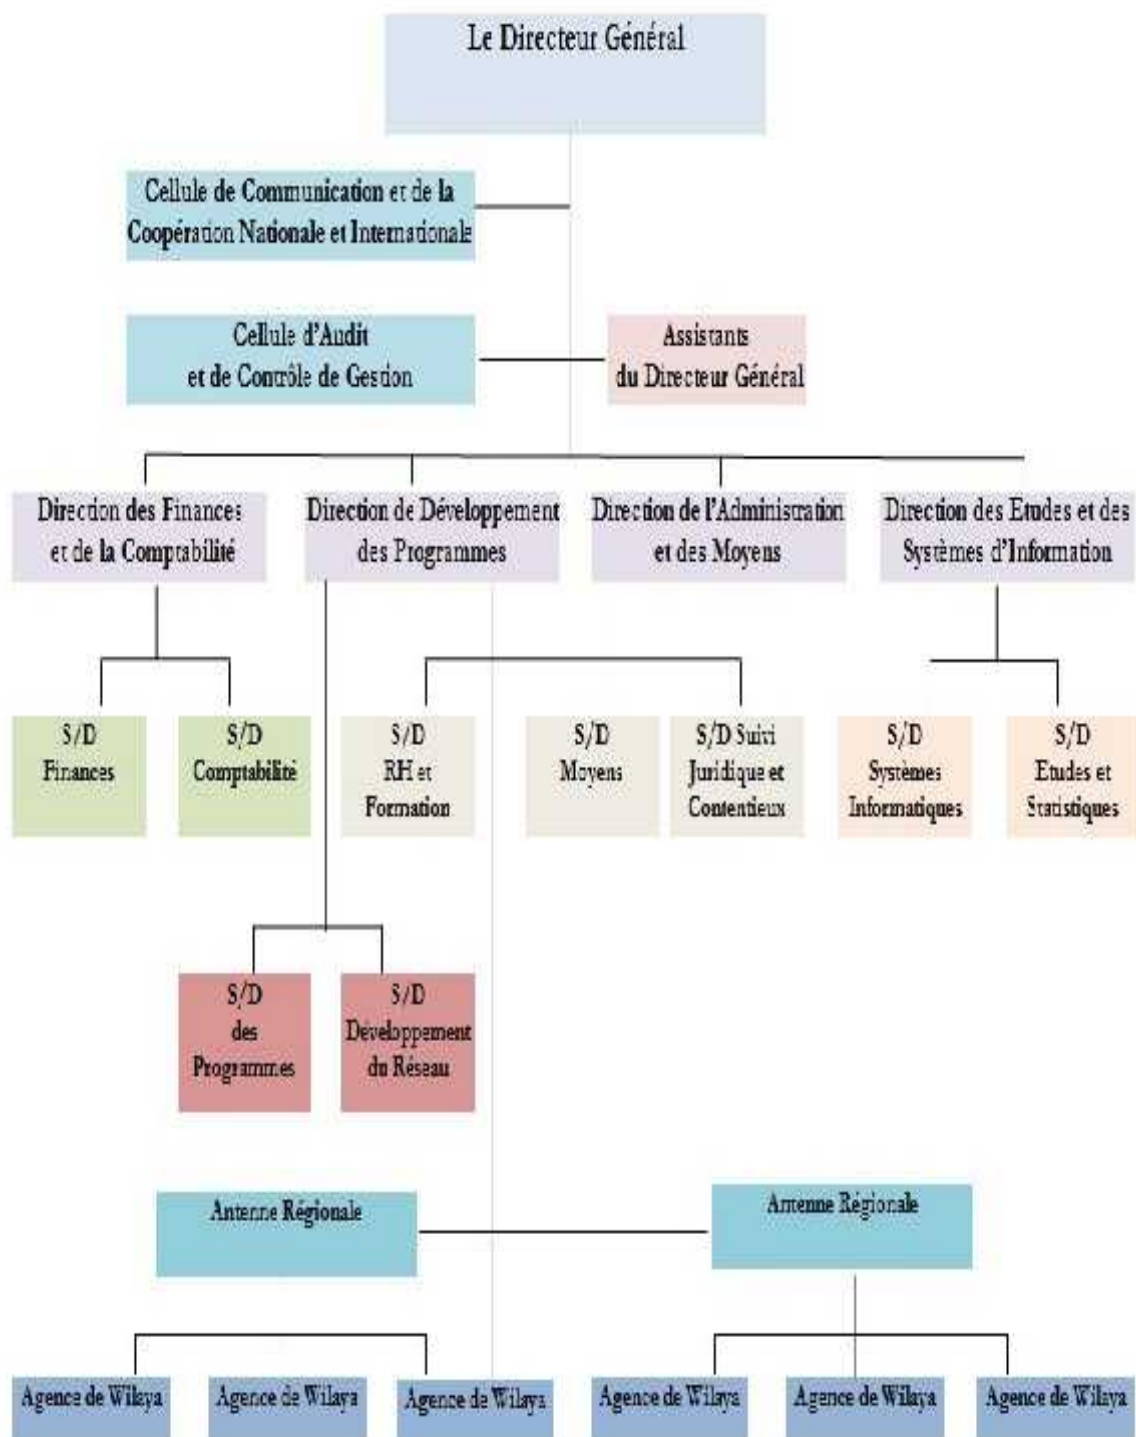 Le Directeur Général
Cellule de Communication et de la
Coopération Nationale et Internationale
Cellule d'Audit
et de Contrôle de Gestion
Assistants
du Directeur Général
Direction des Finances
et de la Comptabilité
Direction de Développement
des Programmes
Direction de l'Administration
et des Moyens
Direction des Etudes et des
Systèmes d'Information
S/D
Finances
S/D
Comptabilité
S/D
RH et
Formation
S/D
Moyens
S/D Suivi
Juridique et
Contentieux
S/D
Systèmes
Informatiques
S/D
Etudes et
Statistiques
S/D
des
Programmes
S/D
Développement
du Réseau
Antenne Régionale
Antenne Régionale
Agence de Wilaya
Agence de Wilaya
Agence de Wilaya
Agence de Wilaya
Agence de Wilaya
Agence de Wilaya